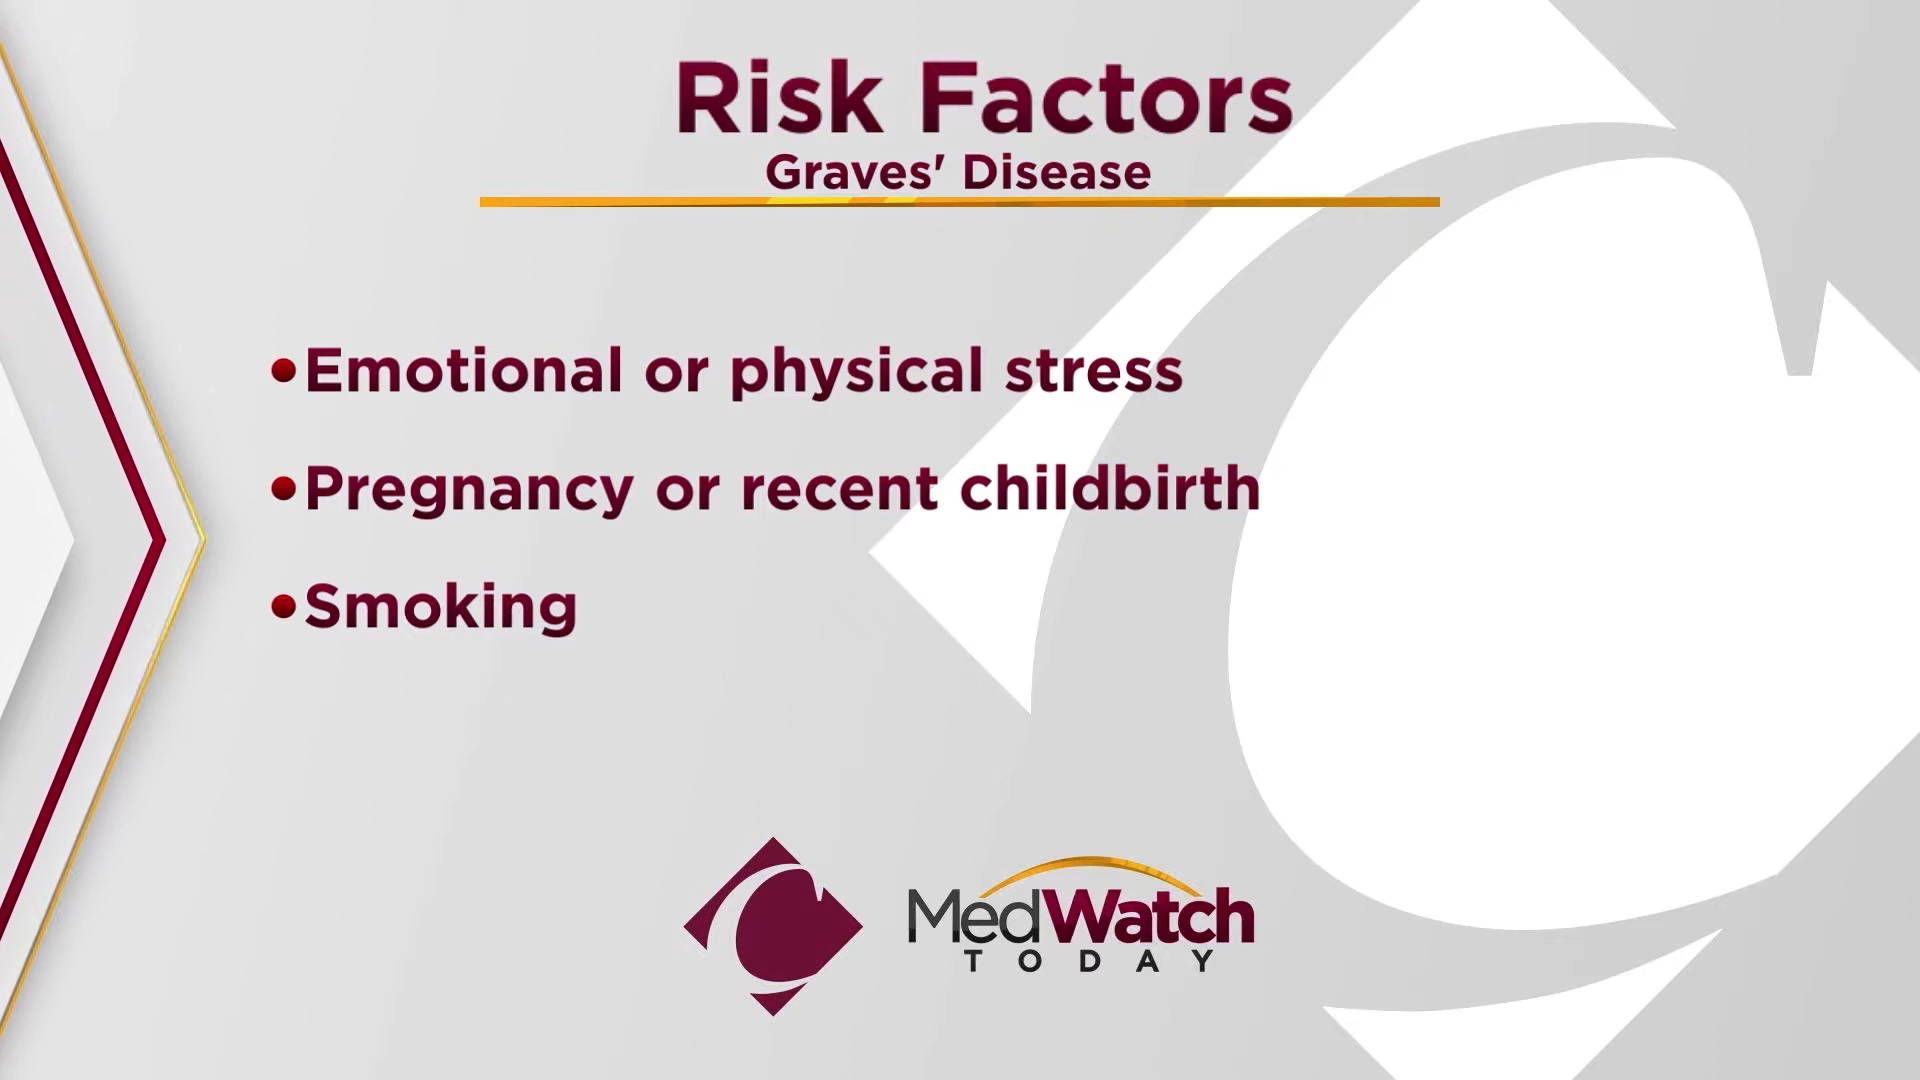 Risk Factors
Graves' Disease
•Emotional or physical stress
•Pregnancy or recent childbirth
•Smoking
MedWatch
TODAY